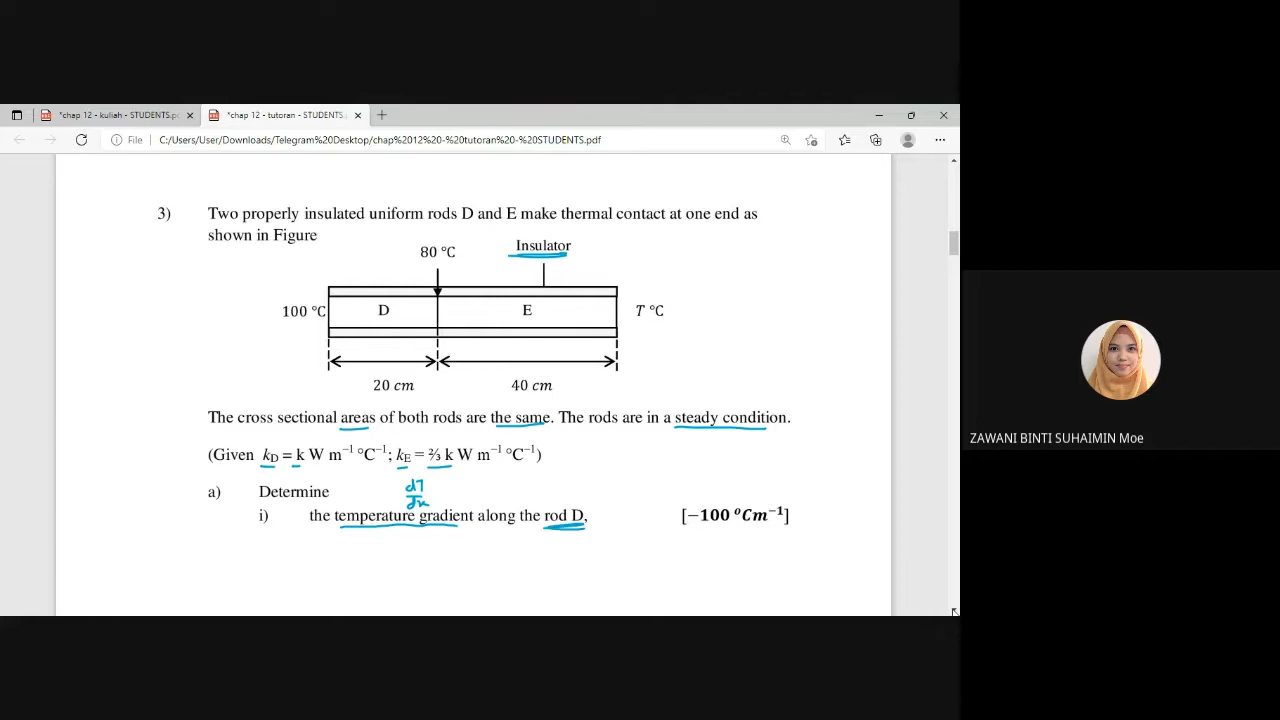 *chap 12 - kuliah - STUDENTS.pd
*chap 12 - tutoran - STUDENTS.
File
C:/Users/User/Downloads/Telegram%20Desktop/chap%2012%20-%20tutoran%20-%20STUDENTS.pdf
3) Two properly insulated uniform rods D and E make thermal contact at one end as
shown in Figure
80 °C
Insulator
100 °C
D
E
T °C
20 cm
40 cm
The cross sectional areas of both rods are the same. The rods are in a steady condition.
(Given k_D = k W m⁻¹ °C⁻¹; k_E = ⅔ k W m⁻¹ °C⁻¹)
a) Determine
dT
dx
i) the temperature gradient along the rod D, [−100 °Cm⁻¹]
ZAWANI BINTI SUHAIMIN Moe